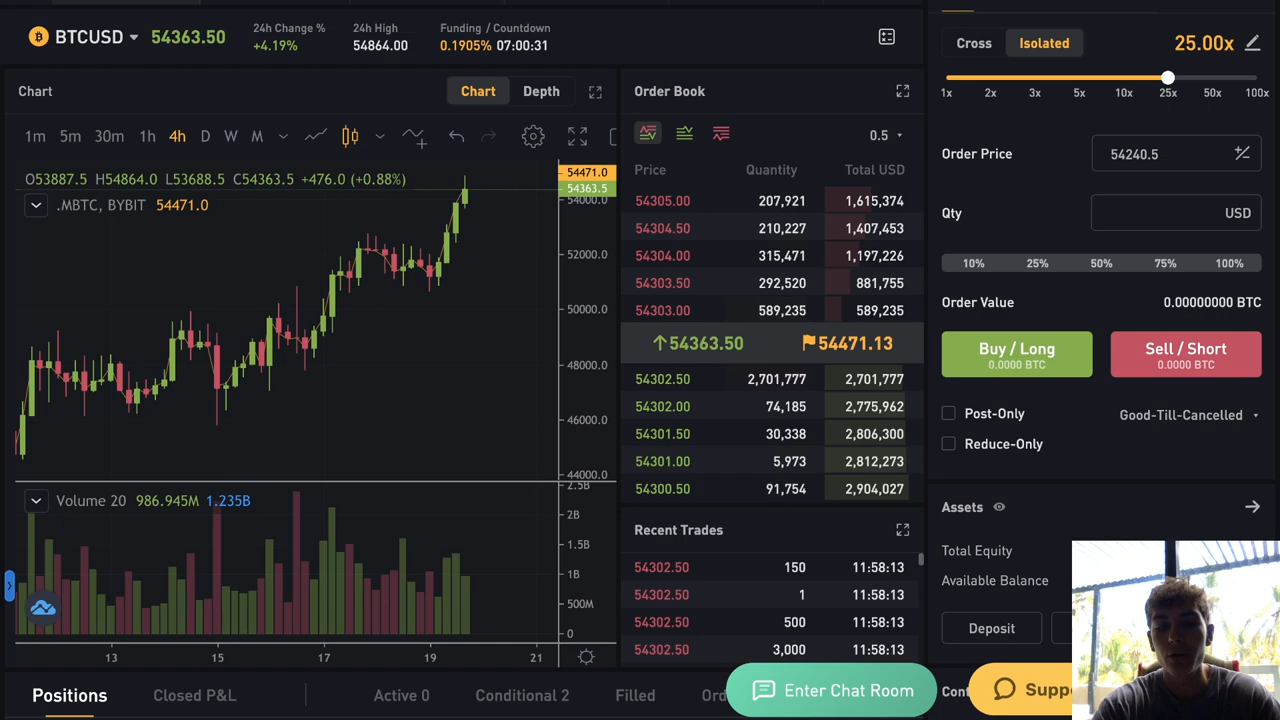 BTCUSD 54363.50
24h Change %
+4.19%
24h High
54864.00
Funding / Countdown
0.1905% 07:00:31
Chart
Chart Depth
1m 5m 30m 1h 4h D W M
O53887.5 H54864.0 L53688.5 C54363.5 +476.0 (+0.88%)
.MBTC, BYBIT 54471.0
54471.0
54363.5
54000.0
52000.0
50000.0
48000.0
46000.0
44000.0
Volume 20 986.945M 1.235B
2.5B
2B
1.5B
1B
500M
0
13 15 17 19 21
Order Book
0.5
Price Quantity Total USD
54305.00 207,921 1,615,374
54304.50 210,227 1,407,453
54304.00 315,471 1,197,226
54303.50 292,520 881,755
54303.00 589,235 589,235
54363.50 54471.13
54302.50 2,701,777 2,701,777
54302.00 74,185 2,775,962
54301.50 30,338 2,806,300
54301.00 5,973 2,812,273
54300.50 91,754 2,904,027
Recent Trades
54302.50 150 11:58:13
54302.50 1 11:58:13
54302.50 500 11:58:13
54302.50 3,000 11:58:13
Cross Isolated 25.00x
1x 2x 3x 5x 10x 25x 50x 100x
Order Price 54240.5
Qty USD
10% 25% 50% 75% 100%
Order Value 0.00000000 BTC
Buy / Long
0.0000 BTC
Sell / Short
0.0000 BTC
Post-Only Good-Till-Cancelled
Reduce-Only
Assets
Total Equity
Available Balance
Deposit
Positions Closed P&L Active 0 Conditional 2 Filled Ord
Enter Chat Room
Cont
Supp